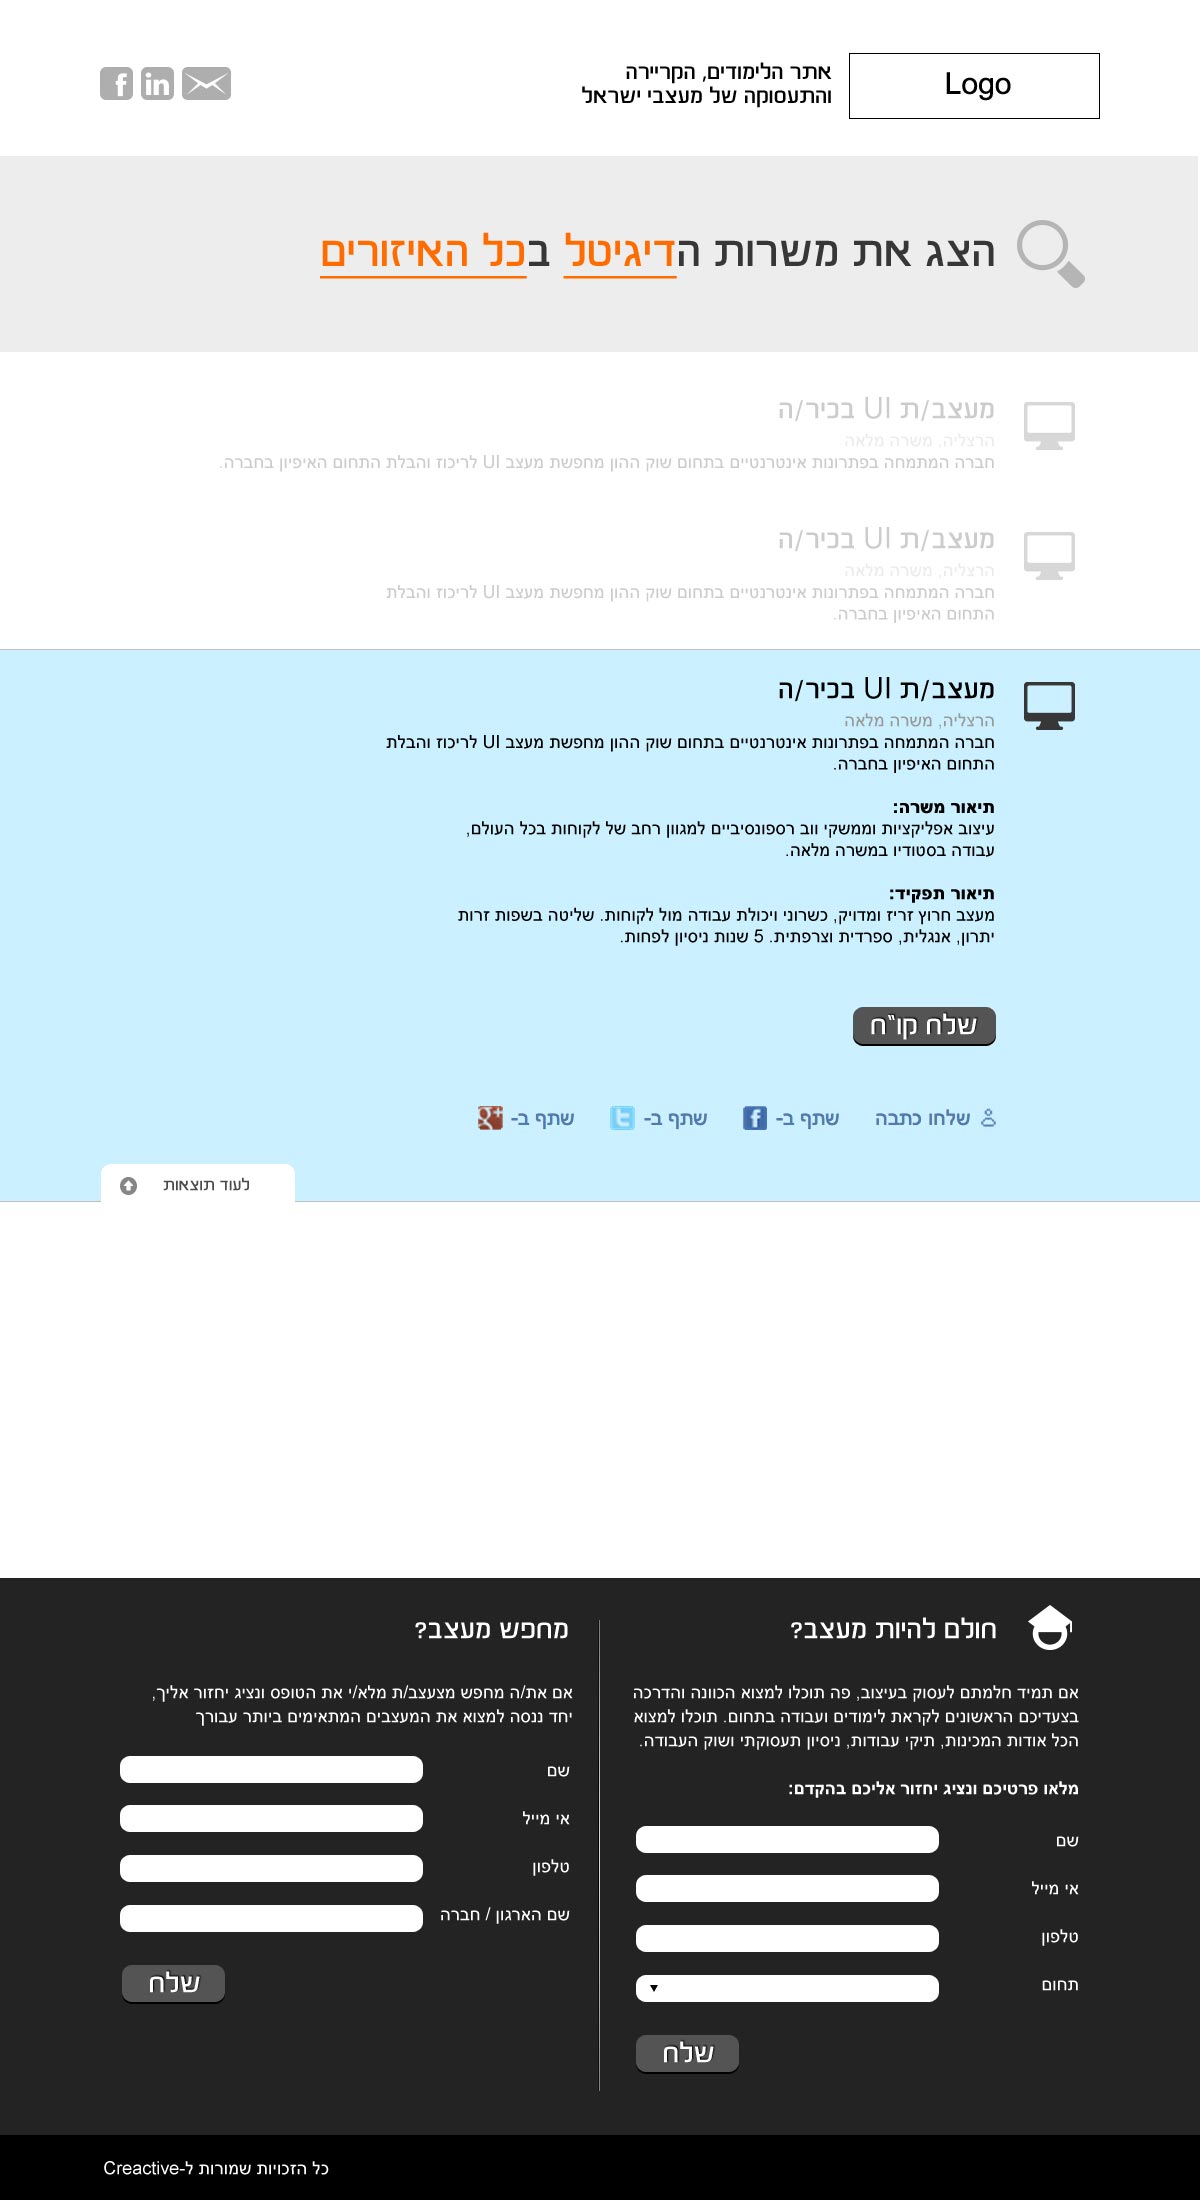 Logo
אתר הלימודים, הקריירה
והתעסוקה של מעצבי ישראל
הצג את משרות הדיגיטל בכל האיזורים
מעצב/ת UI בכיר/ה
הרצליה, משרה מלאה
חברה המתמחה בפתרונות אינטרנטיים בתחום שוק ההון מחפשת מעצב UI לריכוז והבלת התחום האיפיון בחברה.
מעצב/ת UI בכיר/ה
הרצליה, משרה מלאה
חברה המתמחה בפתרונות אינטרנטיים בתחום שוק ההון מחפשת מעצב UI לריכוז והבלת
התחום האיפיון בחברה.
מעצב/ת UI בכיר/ה
הרצליה, משרה מלאה
חברה המתמחה בפתרונות אינטרנטיים בתחום שוק ההון מחפשת מעצב UI לריכוז והבלת
התחום האיפיון בחברה.
תיאור משרה:
עיצוב אפליקציות וממשקי ווב רספונסיביים למגוון רחב של לקוחות בכל העולם,
עבודה בסטודיו במשרה מלאה.
תיאור תפקיד:
מעצב חרוץ זריז ומדויק, כשרוני ויכולת עבודה מול לקוחות. שליטה בשפות זרות
יתרון, אנגלית, ספרדית וצרפתית. 5 שנות ניסיון לפחות.
שלח קו"ח
שלחו כתבה שתף ב- שתף ב- שתף ב-
לעוד תוצאות
חולם להיות מעצב?
אם תמיד חלמתם לעסוק בעיצוב, פה תוכלו למצוא הכוונה והדרכה
בצעדיכם הראשונים לקראת לימודים ועבודה בתחום. תוכלו למצוא
הכל אודות המכינות, תיקי עבודות, ניסיון תעסוקתי ושוק העבודה.
מלאו פרטיכם ונציג יחזור אליכם בהקדם:
שם
אי מייל
טלפון
תחום
שלח
מחפש מעצב?
אם את/ה מחפש מצעצב/ת מלא/י את הטופס ונציג יחזור אליך,
יחד ננסה למצוא את המעצבים המתאימים ביותר עבורך
שם
אי מייל
טלפון
שם הארגון / חברה
שלח
כל הזכויות שמורות ל-Creactive